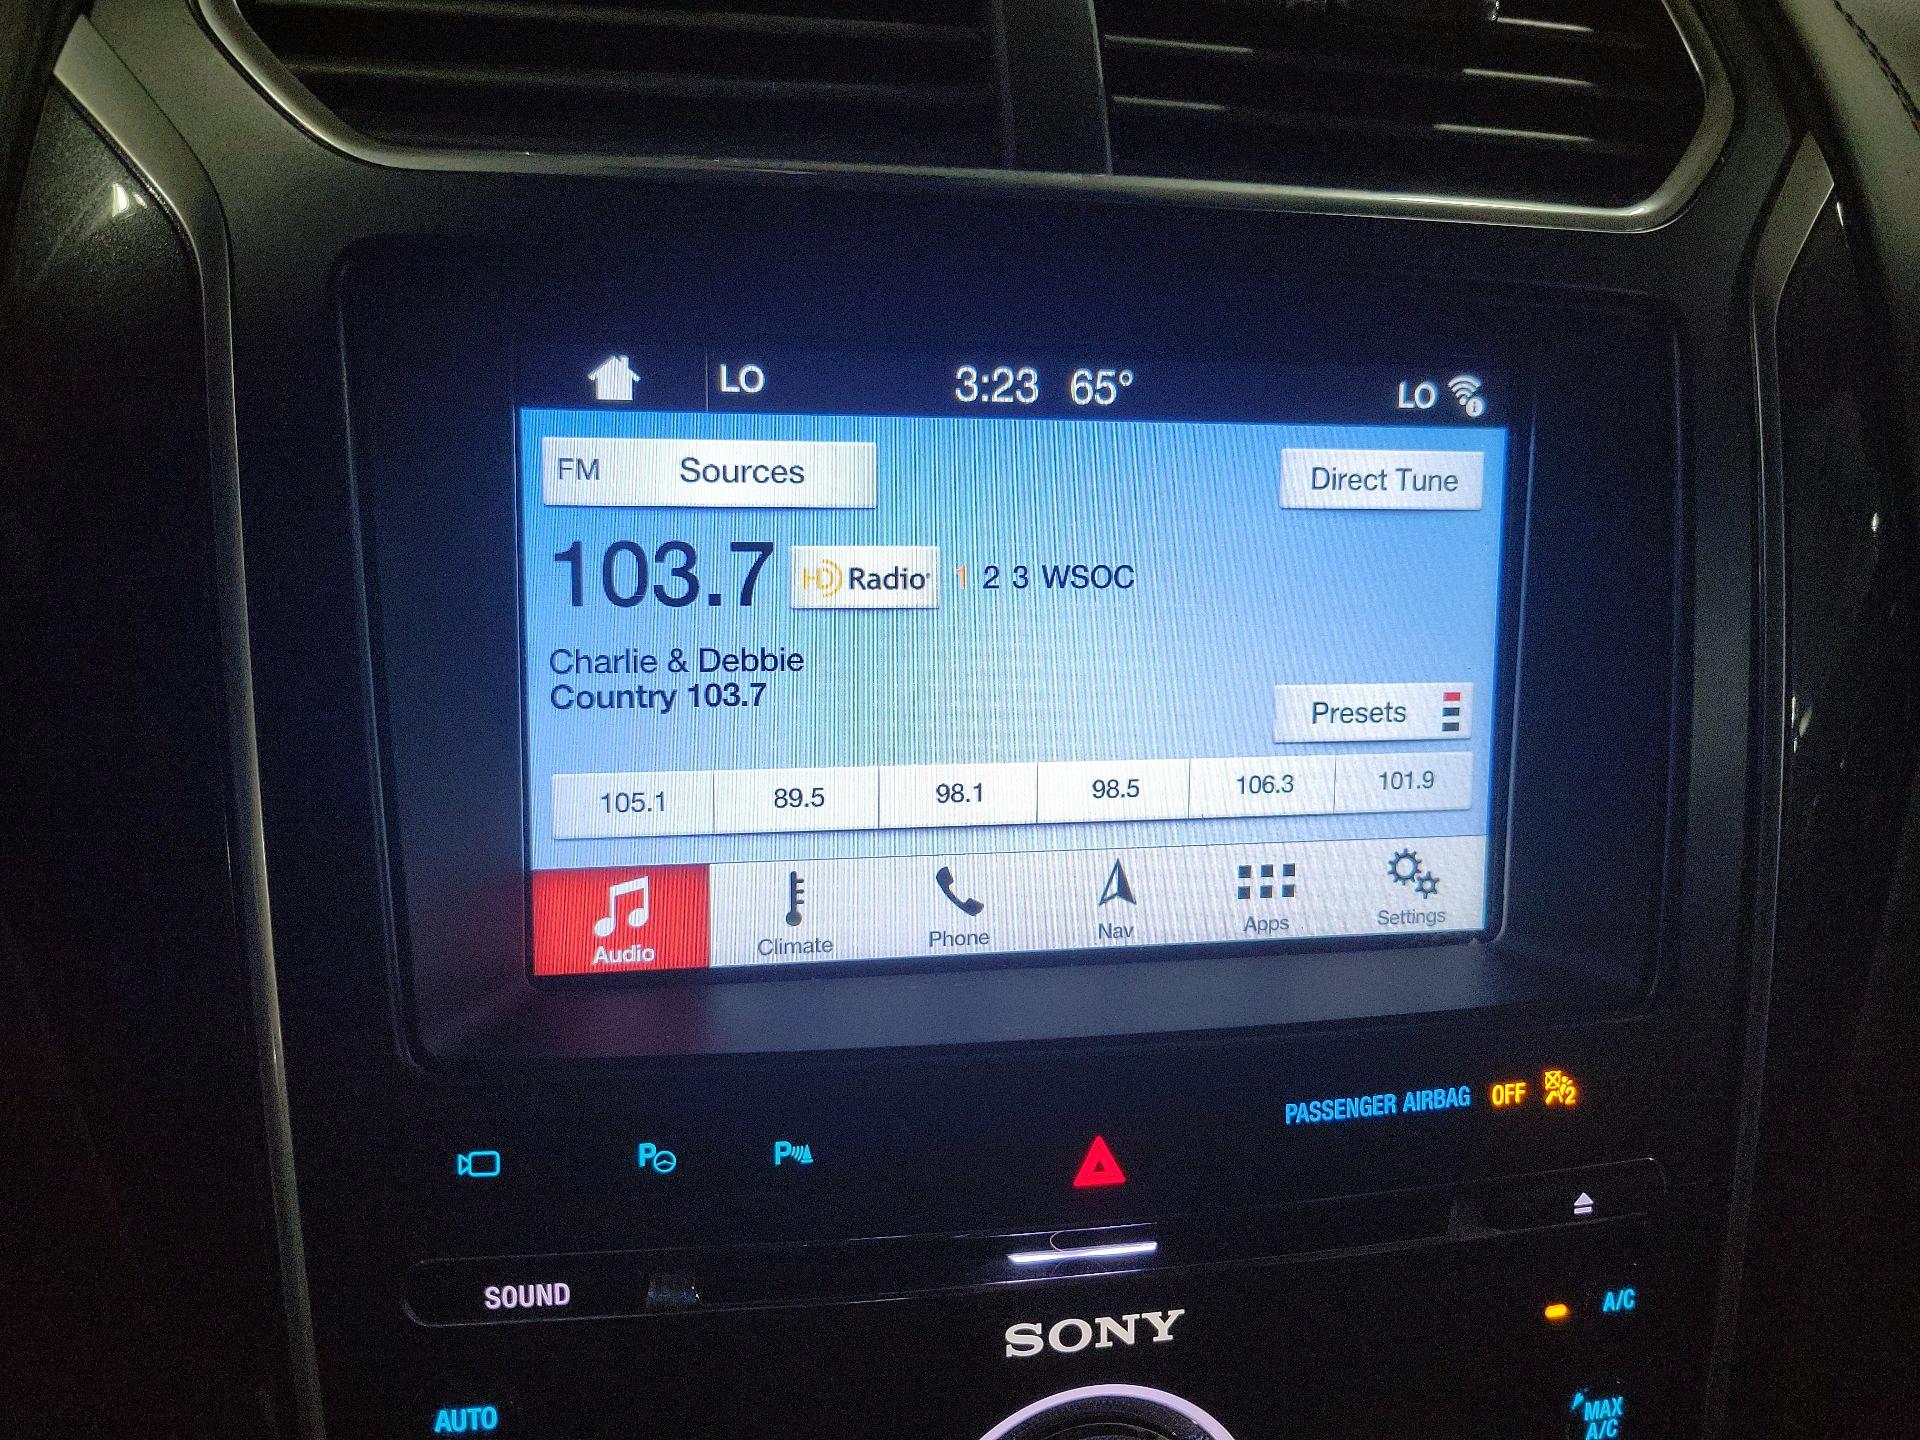 LO 3:23 65° LO
FM Sources Direct Tune
103.7 HD Radio 1 2 3 WSOC
Charlie & Debbie
Country 103.7
Presets
105.1 89.5 98.1 98.5 106.3 101.9
Audio Climate Phone Nav Apps Settings
PASSENGER AIRBAG OFF 2
P P
SOUND
SONY
A/C
AUTO
MAX
A/C